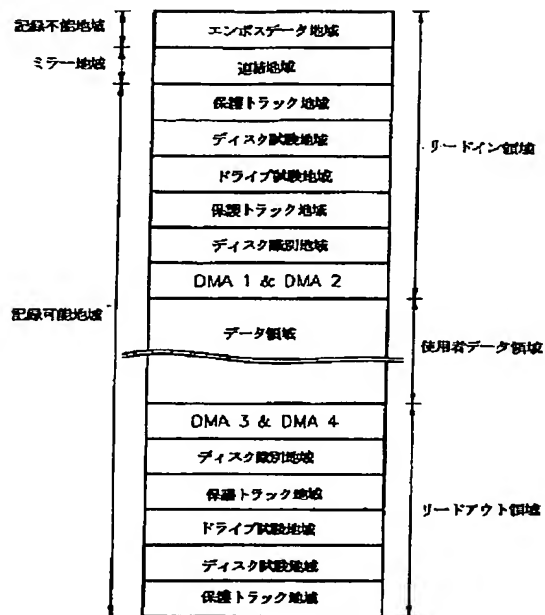 記録不能地域
ミラー地域
記録可能地域
エンボスデータ地域
連結地域
保護トラック地域
ディスク試験地域
ドライブ試験地域
保護トラック地域
ディスク識別地域
DMA 1 & DMA 2
データ領域
DMA 3 & DMA 4
ディスク識別地域
保護トラック地域
ドライブ試験地域
ディスク試験地域
保護トラック地域
リードイン領域
使用者データ領域
リードアウト領域